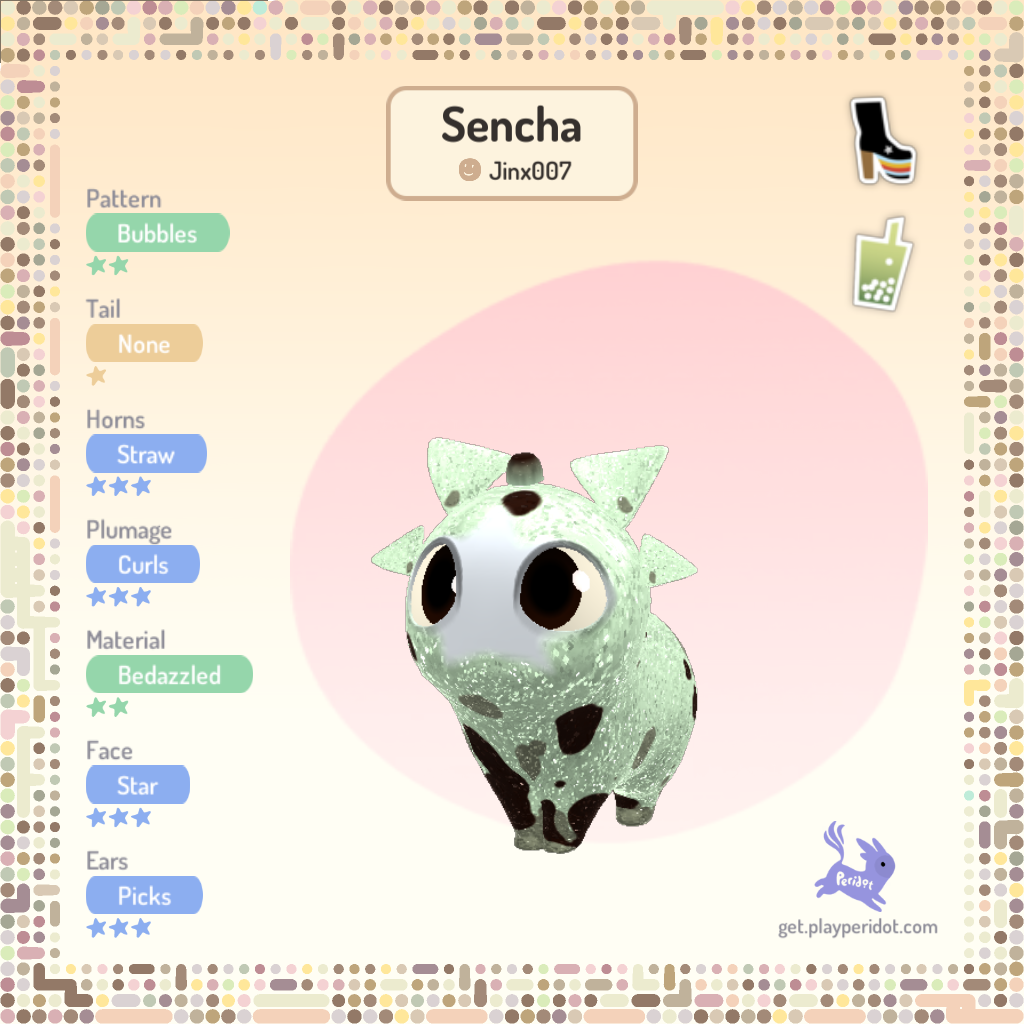 Sencha
Jinx007
Pattern
Bubbles
Tail
None
Horns
Straw
Plumage
Curls
Material
Bedazzled
Face
Star
Ears
Picks
Peridot
get.playperidot.com